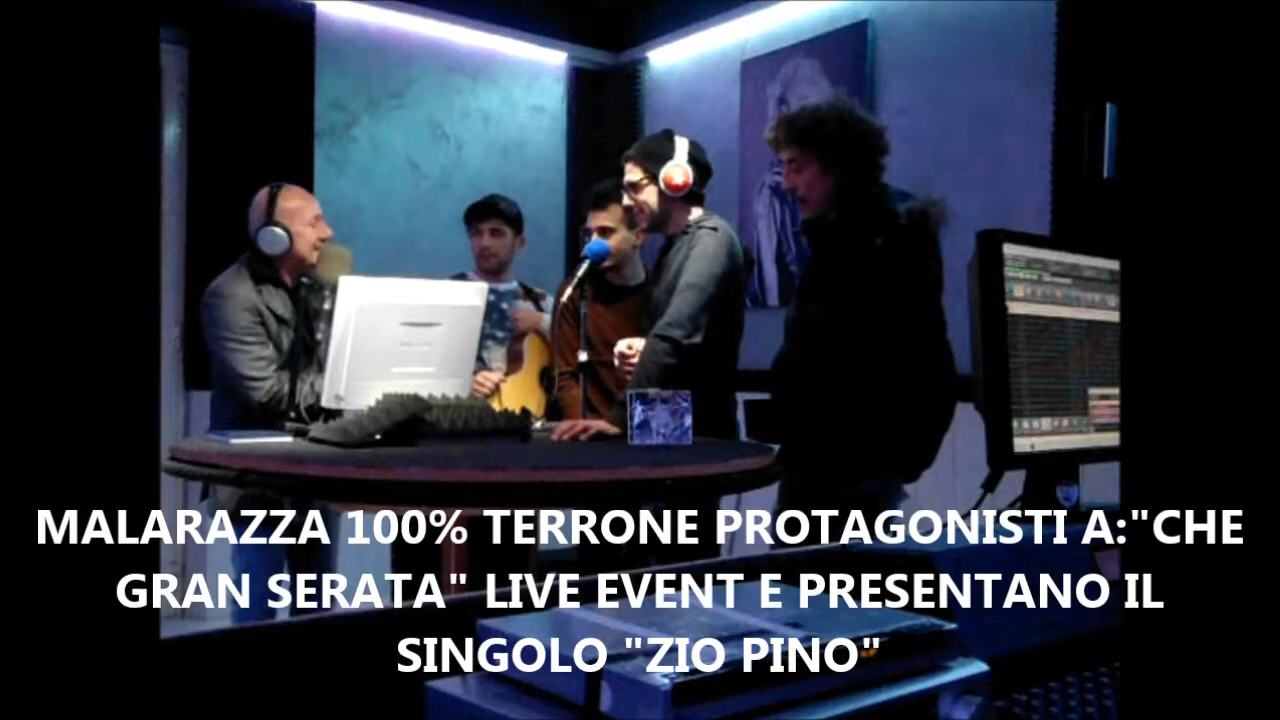 MALARAZZA 100% TERRONE PROTAGONISTI A:"CHE
GRAN SERATA" LIVE EVENT E PRESENTANO IL
SINGOLO "ZIO PINO"